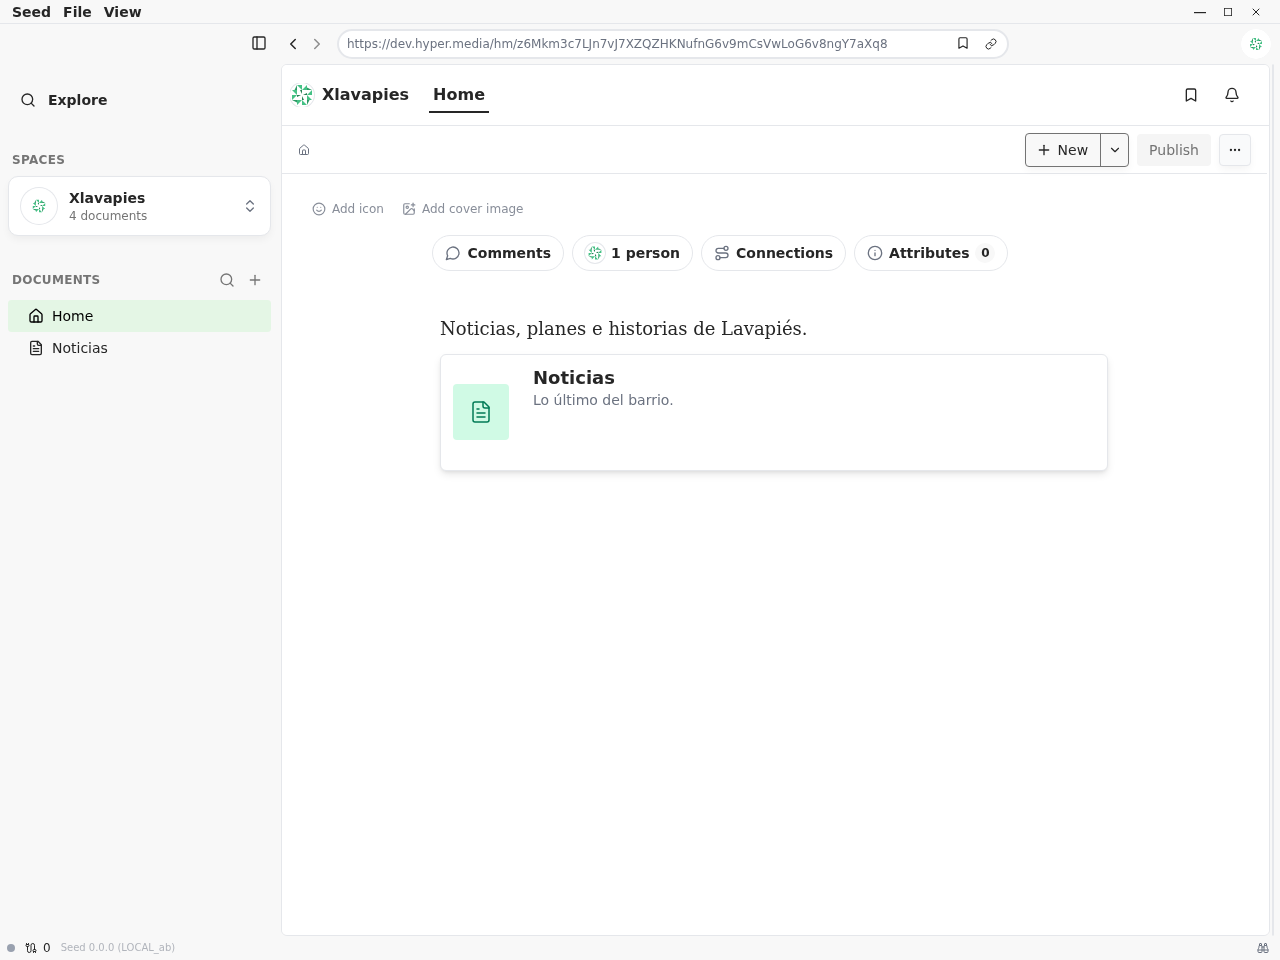 Seed File View
https://dev.hyper.media/hm/z6Mkm3c7LJn7vJ7XZQZHKNufnG6v9mCsVwLoG6v8ngY7aXq8
Explore
Xlavapies Home
New Publish
SPACES
Xlavapies
4 documents
Add icon Add cover image
Comments 1 person Connections Attributes 0
DOCUMENTS
Home
Noticias
Noticias, planes e historias de Lavapiés.
Noticias
Lo último del barrio.
0 Seed 0.0.0 (LOCAL_ab)